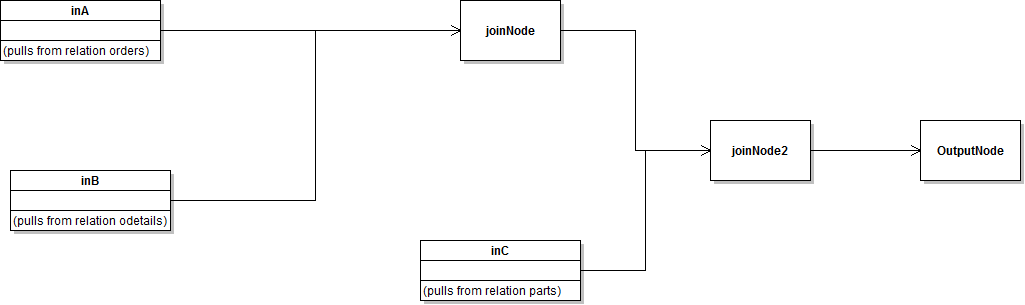 inA
(pulls from relation orders)
joinNode
joinNode2
OutputNode
inB
(pulls from relation odetails)
inC
(pulls from relation parts)